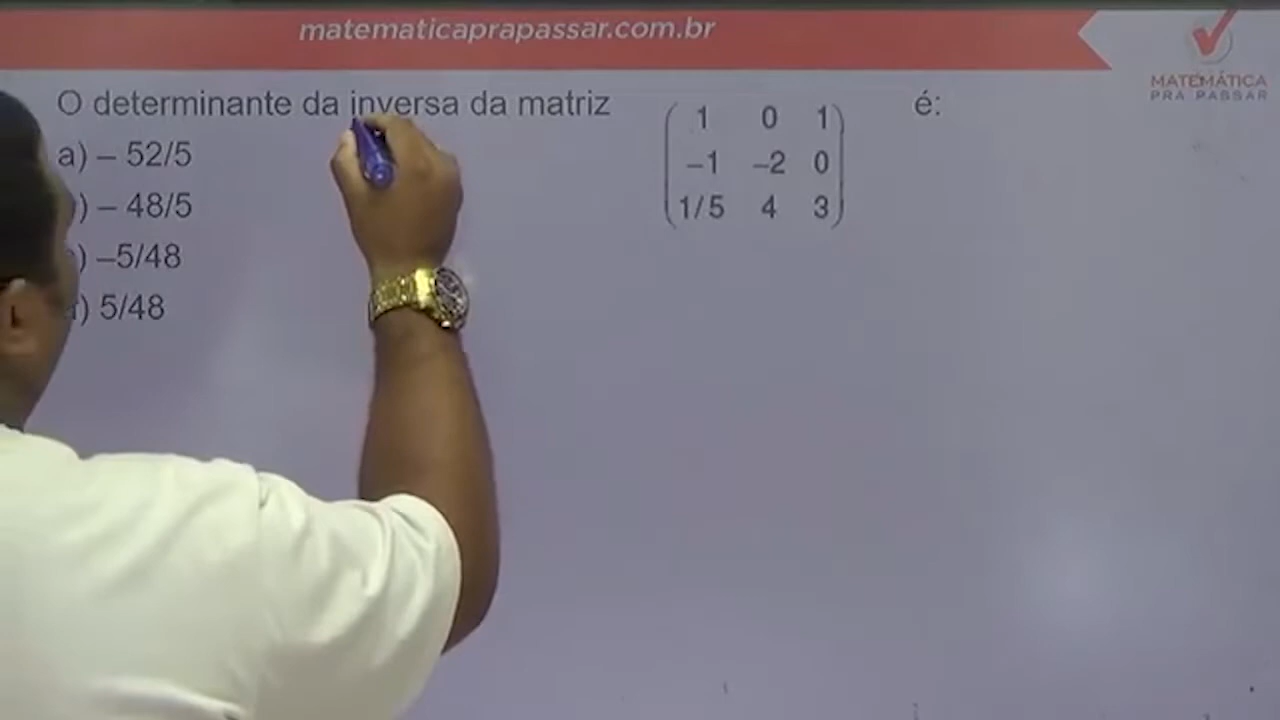 matematicaprapassar.com.br
MATEMÁTICA
PRA PASSAR
O determinante da inversa da matriz é:
1 0 1
–1 –2 0
1/5 4 3
a) – 52/5
) – 48/5
) –5/48
) 5/48